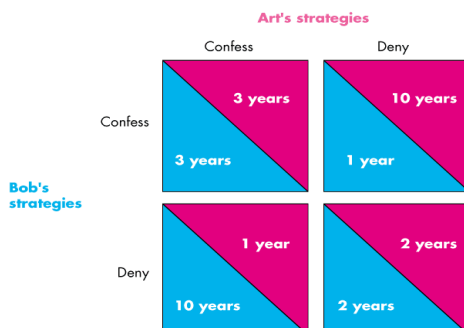 Art's strategies
Confess Deny
Confess
3 years
3 years
10 years
1 year
Bob's
strategies
Deny
1 year
10 years
2 years
2 years